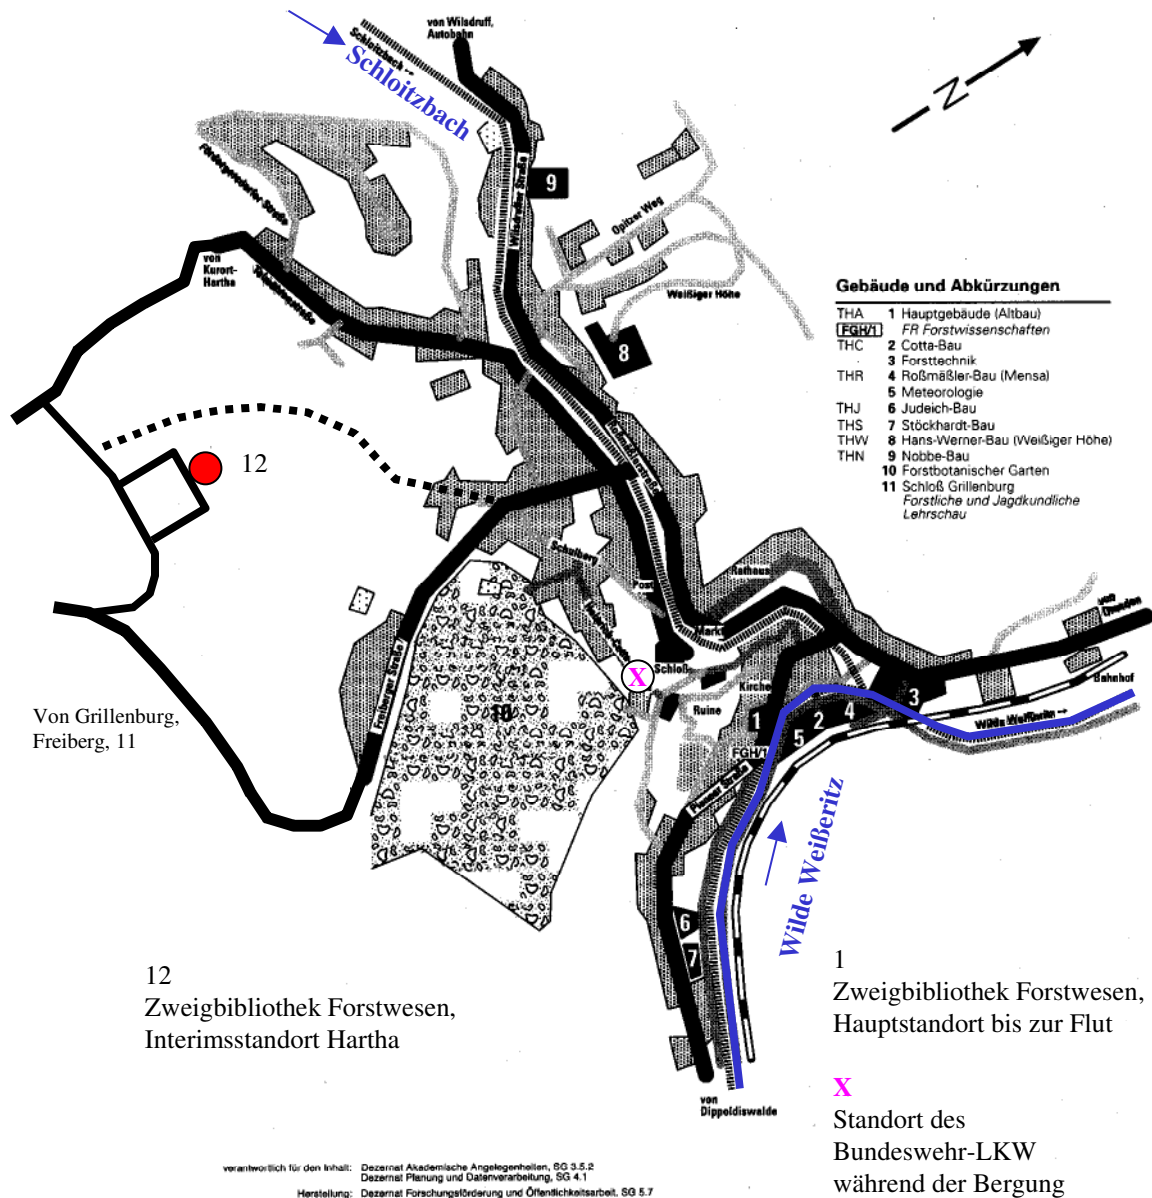 von Wilsdruff,
Autobahn
Schloitzbach
Schloitzbach
N
Wilsdruffer Straße
9
Opitzer Weg
Weißiger Höhe
8
von
Kurort-
Hartha
12
Gebäude und Abkürzungen
THA 1 Hauptgebäude (Altbau)
FGH/1 FR Forstwissenschaften
THC 2 Cotta-Bau
3 Forsttechnik
THR 4 Roßmäßler-Bau (Mensa)
5 Meteorologie
THJ 6 Judeich-Bau
THS 7 Stöckhardt-Bau
THW 8 Hans-Werner-Bau (Weißiger Höhe)
THN 9 Nobbe-Bau
10 Forstbotanischer Garten
11 Schloß Grillenburg
Forstliche und Jagdkundliche
Lehrschau
Schulberg
Post
Rathaus
Markt
Schloß
X
Kirche
Ruine
von
Dresden
Bahnhof
Freiberger Straße
10
1
2
4
3
5
FGH/1
Wilde Weißeritz →
Pienner Straße
Wilde Weißeritz
6
7
Von Grillenburg,
Freiberg, 11
12
Zweigbibliothek Forstwesen,
Interimsstandort Hartha
1
Zweigbibliothek Forstwesen,
Hauptstandort bis zur Flut
X
Standort des
Bundeswehr-LKW
während der Bergung
von
Dippoldiswalde
verantwortlich für den Inhalt: Dezernat Akademische Angelegenheiten, SG 3.5.2
Dezernat Planung und Datenverarbeitung, SG 4.1
Herstellung: Dezernat Forschungsförderung und Öffentlichkeitsarbeit, SG 5.7